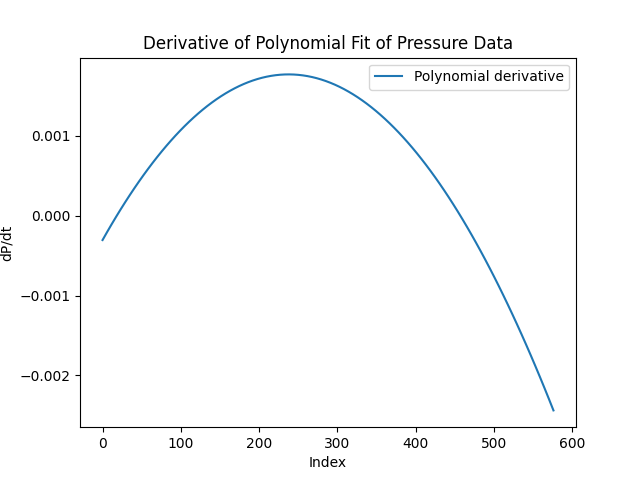 Derivative of Polynomial Fit of Pressure Data
Polynomial derivative
0.001
0.000
−0.001
−0.002
dP/dt
0 100 200 300 400 500 600
Index